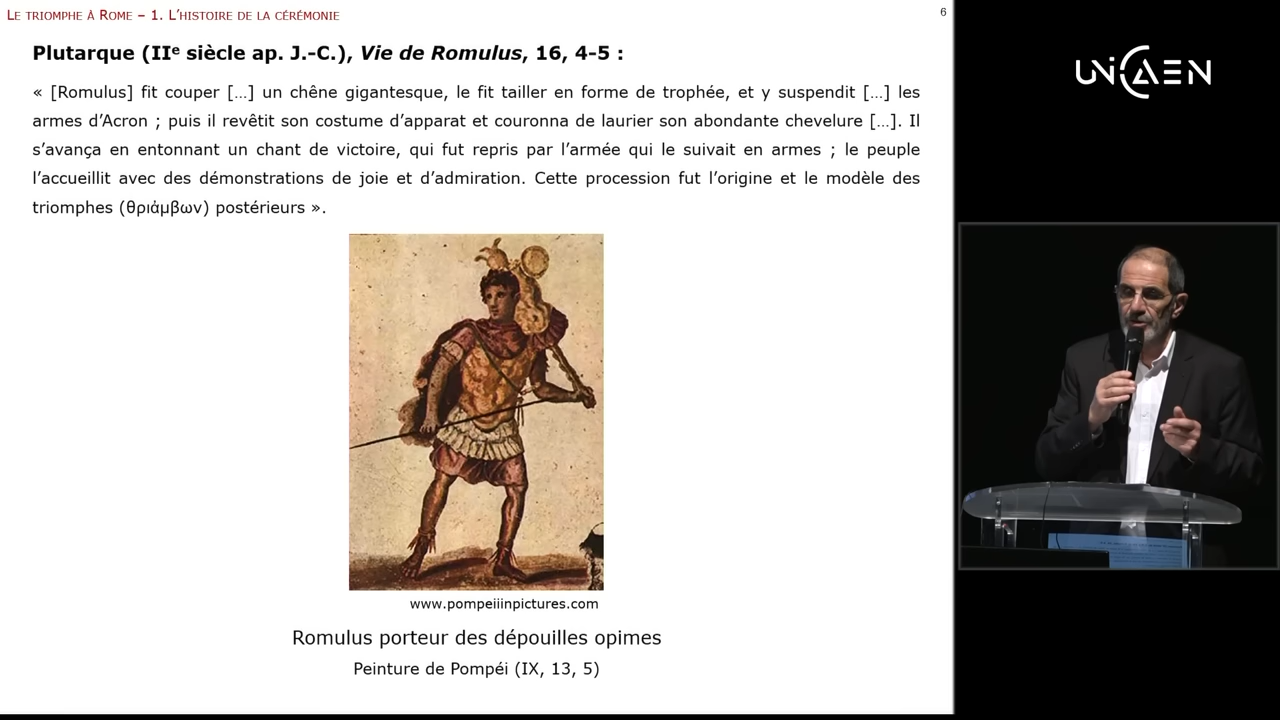 LE TRIOMPHE À ROME – 1. L'HISTOIRE DE LA CÉRÉMONIE
6
Plutarque (IIe siècle ap. J.-C.), Vie de Romulus, 16, 4-5 :
« [Romulus] fit couper […] un chêne gigantesque, le fit tailler en forme de trophée, et y suspendit […] les
armes d'Acron ; puis il revêtit son costume d'apparat et couronna de laurier son abondante chevelure […]. Il
s'avança en entonnant un chant de victoire, qui fut repris par l'armée qui le suivait en armes ; le peuple
l'accueillit avec des démonstrations de joie et d'admiration. Cette procession fut l'origine et le modèle des
triomphes (θριάμβων) postérieurs ».
www.pompeiiinpictures.com
Romulus porteur des dépouilles opimes
Peinture de Pompéi (IX, 13, 5)
UNICAEN